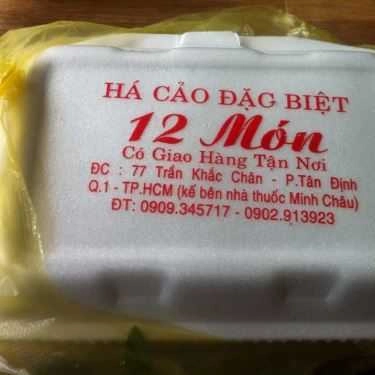 HÁ CẢO ĐẶC BIỆT
12 Món
Có Giao Hàng Tận Nơi
ĐC : 77 Trần Khắc Chân - P.Tân Định
Q.1 - TP.HCM (kế bên nhà thuốc Minh Châu)
ĐT: 0909.345717 - 0902.913923